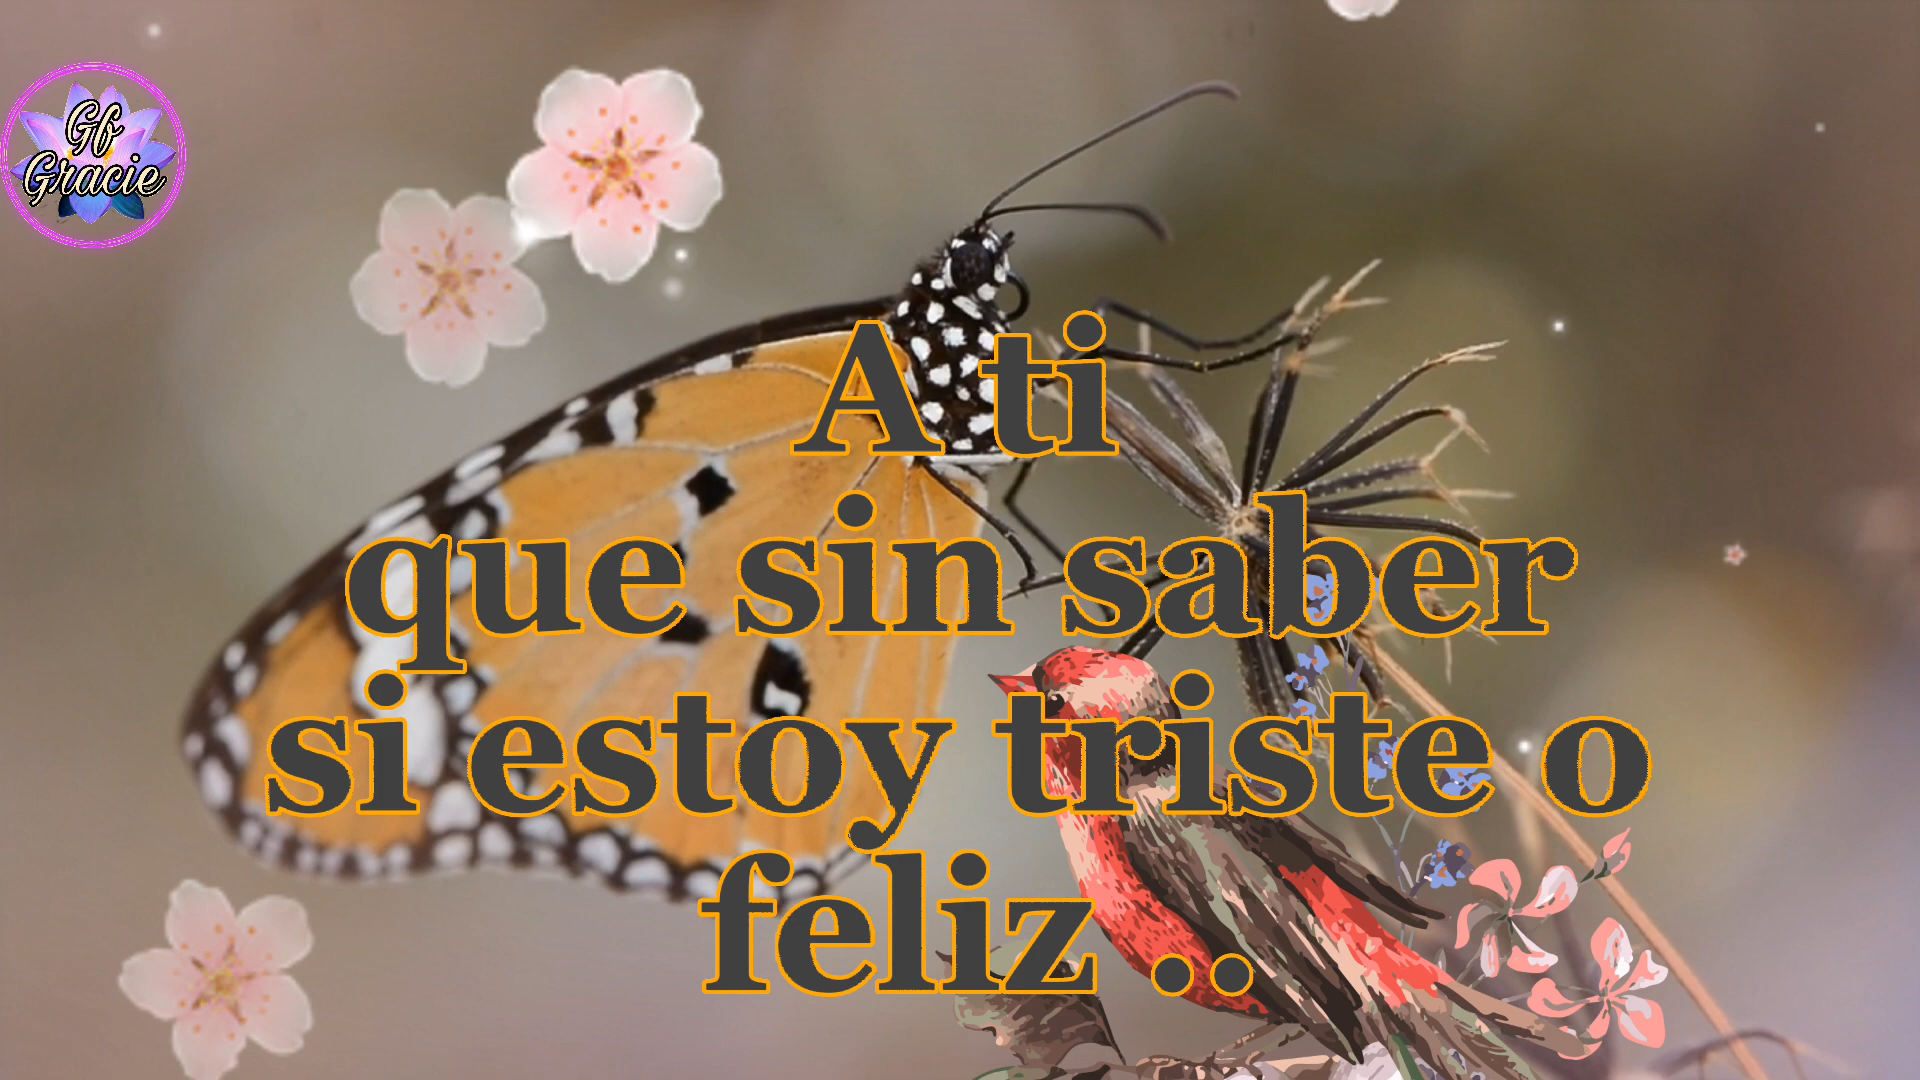 Gf
Gracie
A ti
que sin saber
si estoy triste o
feliz ..